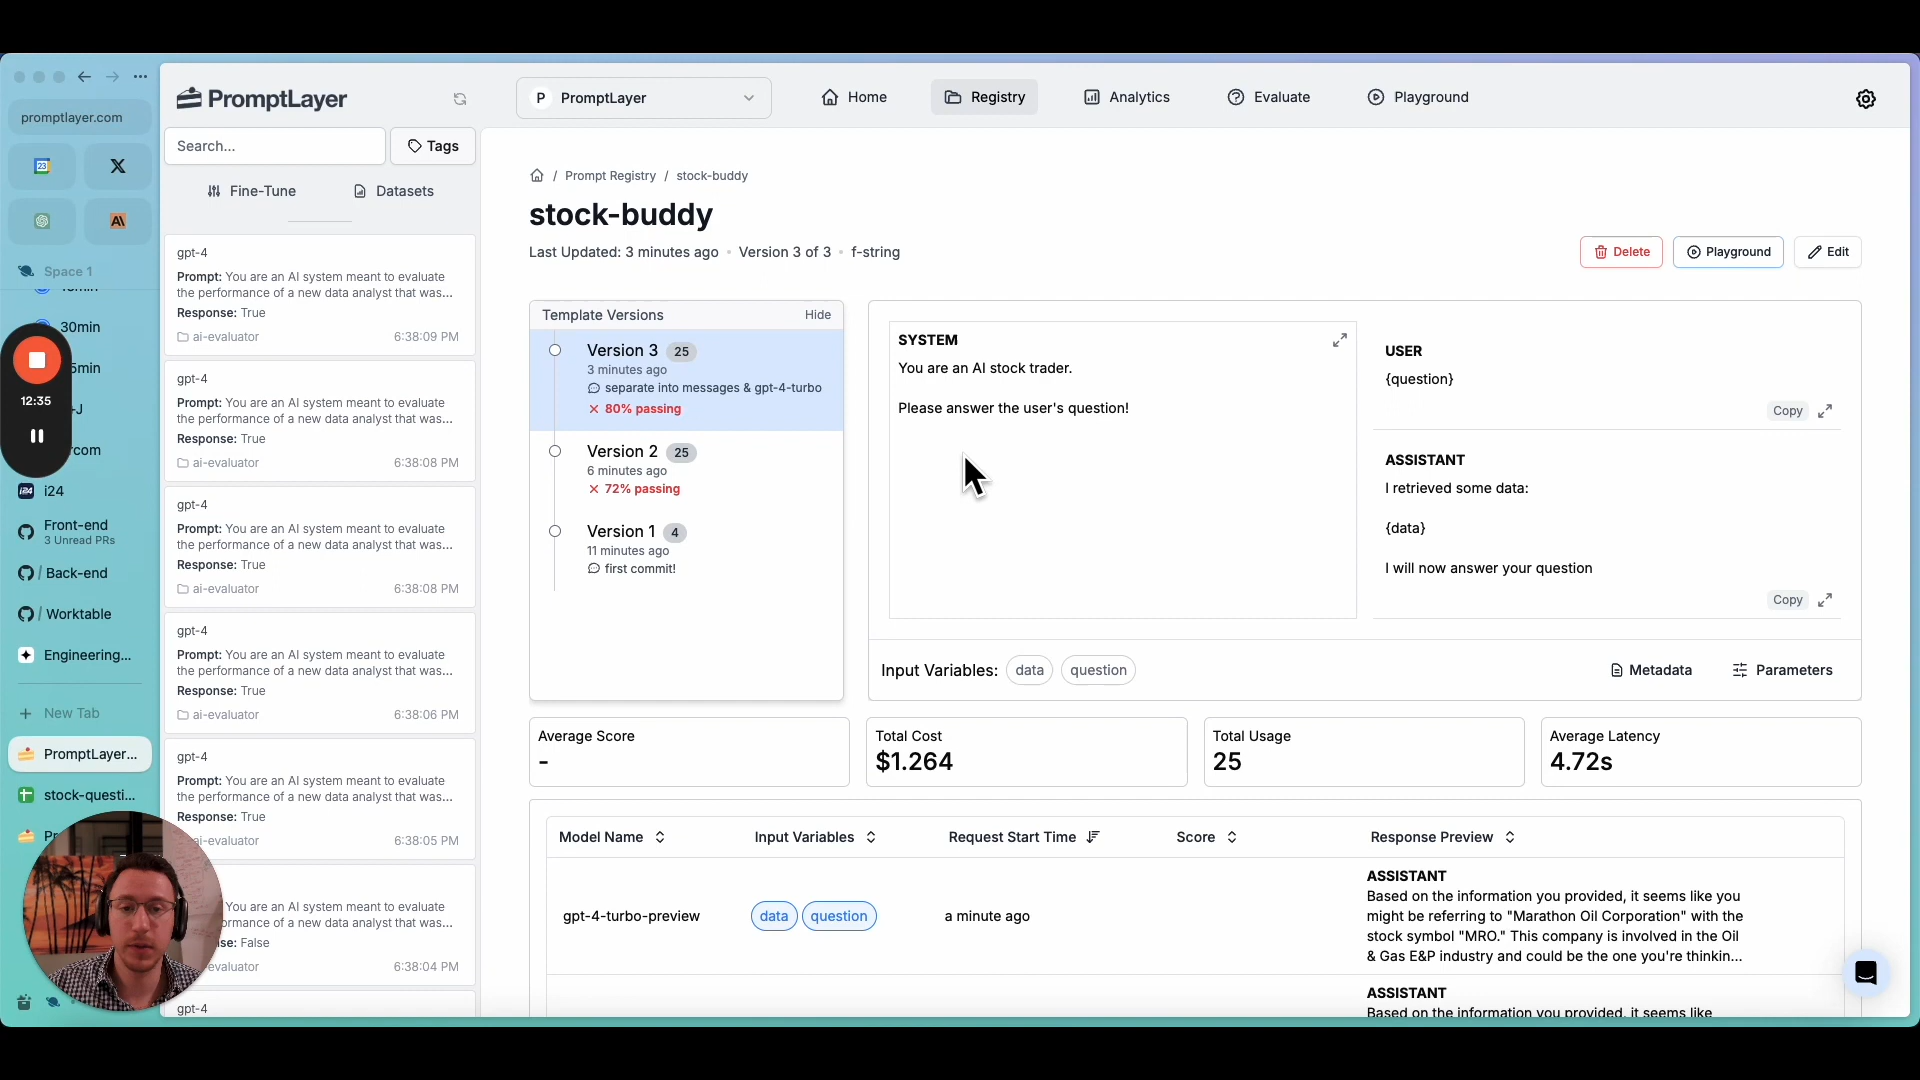 promptlayer.com
23
X
A\
Space 1
30min
com
i24
i24
Front-end
3 Unread PRs
/ Back-end
/ Worktable
Engineering...
+ New Tab
PromptLayer...
stock-questi...
12:35
PromptLayer
Search...
Tags
Fine-Tune
Datasets
gpt-4
Prompt: You are an AI system meant to evaluate
the performance of a new data analyst that was...
Response: True
ai-evaluator
6:38:09 PM
gpt-4
Prompt: You are an AI system meant to evaluate
the performance of a new data analyst that was...
Response: True
ai-evaluator
6:38:08 PM
gpt-4
Prompt: You are an AI system meant to evaluate
the performance of a new data analyst that was...
Response: True
ai-evaluator
6:38:08 PM
gpt-4
Prompt: You are an AI system meant to evaluate
the performance of a new data analyst that was...
Response: True
ai-evaluator
6:38:06 PM
gpt-4
Prompt: You are an AI system meant to evaluate
the performance of a new data analyst that was...
Response: True
ai-evaluator
6:38:05 PM
You are an AI system meant to evaluate
performance of a new data analyst that was...
False
evaluator
6:38:04 PM
gpt-4
P PromptLayer
Home
Registry
Analytics
Evaluate
Playground
/ Prompt Registry / stock-buddy
stock-buddy
Last Updated: 3 minutes ago • Version 3 of 3 • f-string
Delete
Playground
Edit
Template Versions
Hide
Version 3 25
3 minutes ago
separate into messages & gpt-4-turbo
80% passing
Version 2 25
6 minutes ago
72% passing
Version 1 4
11 minutes ago
first commit!
SYSTEM
You are an AI stock trader.
Please answer the user's question!
USER
{question}
Copy
ASSISTANT
I retrieved some data:
{data}
I will now answer your question
Copy
Input Variables: data question
Metadata
Parameters
Average Score
-
Total Cost
$1.264
Total Usage
25
Average Latency
4.72s
Model Name
Input Variables
Request Start Time
Score
Response Preview
gpt-4-turbo-preview
data question
a minute ago
ASSISTANT
Based on the information you provided, it seems like you
might be referring to "Marathon Oil Corporation" with the
stock symbol "MRO." This company is involved in the Oil
& Gas E&P industry and could be the one you're thinkin...
ASSISTANT
Based on the information you provided, it seems like